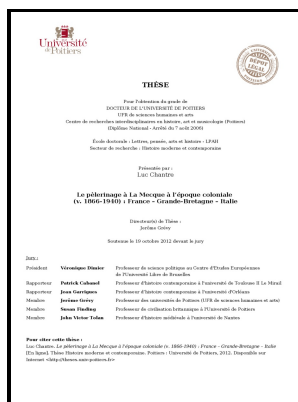 Université
de Poitiers
UNIVERSITÉ
DÉPÔT
LÉGAL
THÈSE
Pour l'obtention du grade de
DOCTEUR DE L'UNIVERSITÉ DE POITIERS
UFR de sciences humaines et arts
Centre de recherches interdisciplinaires en histoire, art et musicologie (Poitiers)
(Diplôme National - Arrêté du 7 août 2006)
École doctorale : Lettres, pensée, arts et histoire - LPAH
Secteur de recherche : Histoire moderne et contemporaine
Présentée par :
Luc Chantre
Le pèlerinage à La Mecque à l'époque coloniale
(v. 1866-1940) : France - Grande-Bretagne - Italie
Directeur(s) de Thèse :
Jérôme Grévy
Soutenue le 19 octobre 2012 devant le jury
Jury :
Président Véronique Dimier Professeur de science politique au Centre d'Études Européennes
de l'Université Libre de Bruxelles
Rapporteur Patrick Cabanel Professeur d'histoire contemporaine à l'université de Toulouse II Le Mirail
Rapporteur Jean Garrigues Professeur d'histoire contemporaine à l'université d'Orléans
Membre Jérôme Grévy Professeur des universités de Poitiers (UFR de sciences humaines et arts)
Membre Susan Finding Professeur de civilisation britannique à l'Université de Poitiers
Membre John Victor Tolan Professeur d'histoire médiévale à l'université de Nantes
Pour citer cette thèse :
Luc Chantre. Le pèlerinage à La Mecque à l'époque coloniale (v. 1866-1940) : France - Grande-Bretagne - Italie
[En ligne]. Thèse Histoire moderne et contemporaine. Poitiers : Université de Poitiers, 2012. Disponible sur
Internet <http://theses.univ-poitiers.fr>